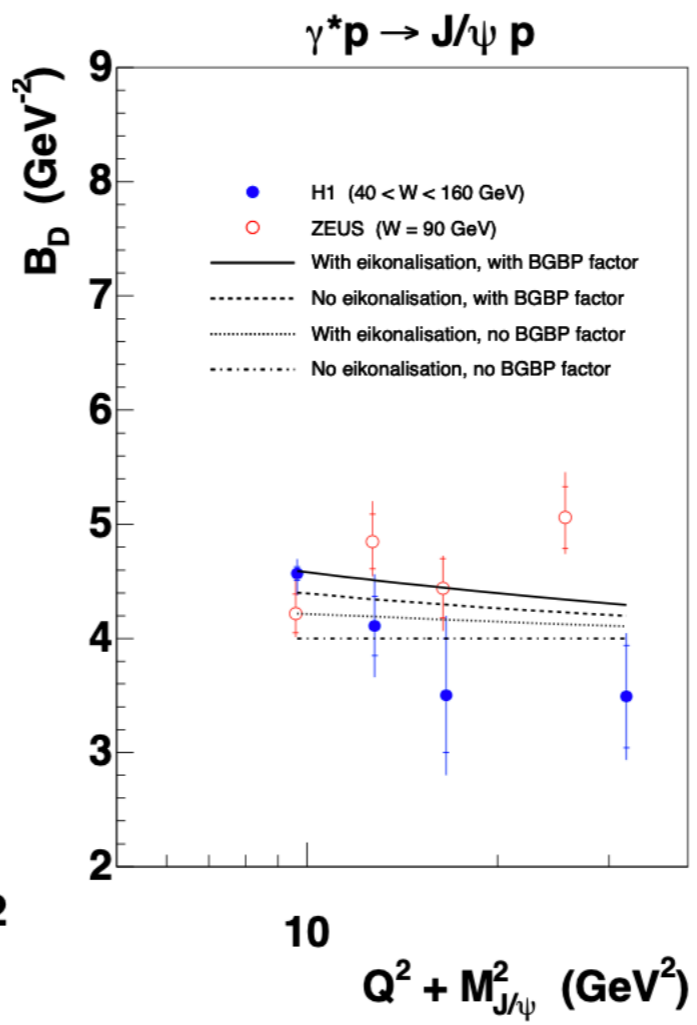 γ*p → J/ψ p
B_D (GeV⁻²)
9
8
7
6
5
4
3
2
H1 (40 < W < 160 GeV)
ZEUS (W = 90 GeV)
With eikonalisation, with BGBP factor
No eikonalisation, with BGBP factor
With eikonalisation, no BGBP factor
No eikonalisation, no BGBP factor
2
10
Q² + M²_J/ψ (GeV²)